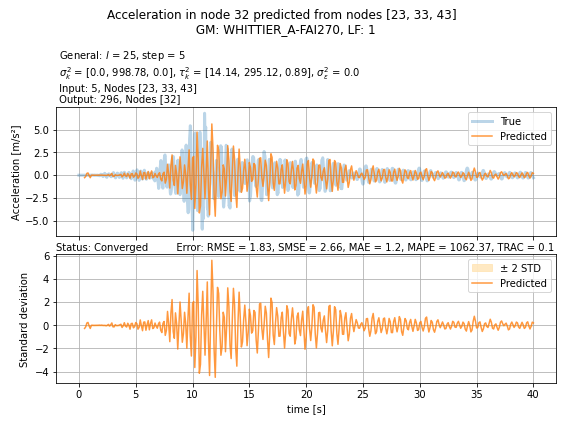 Acceleration in node 32 predicted from nodes [23, 33, 43]
GM: WHITTIER_A-FAI270, LF: 1
General: l = 25, step = 5
σ²ₖ = [0.0, 998.78, 0.0], τ²ₖ = [14.14, 295.12, 0.89], σ²ε = 0.0
Input: 5, Nodes [23, 33, 43]
Output: 296, Nodes [32]
True
Predicted
5.0
2.5
0.0
−2.5
−5.0
Acceleration [m/s²]
Status: Converged
Error: RMSE = 1.83, SMSE = 2.66, MAE = 1.2, MAPE = 1062.37, TRAC = 0.1
± 2 STD
Predicted
6
4
2
0
−2
−4
Standard deviation
0 5 10 15 20 25 30 35 40
time [s]